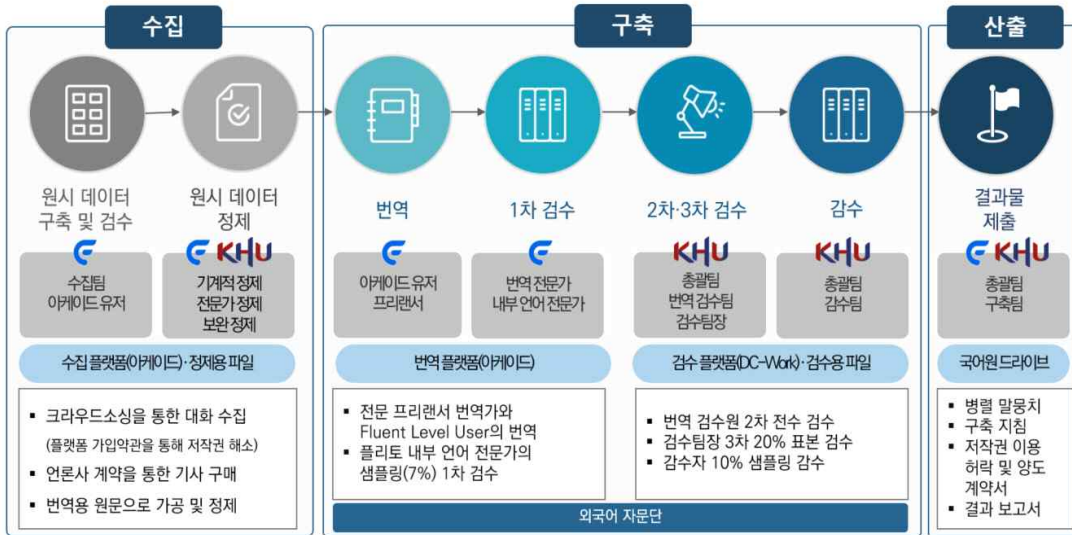 수집
구축
산출
원시 데이터
구축 및 검수
원시 데이터
정제
번역
1차 검수
2차·3차 검수
감수
결과물
제출
수집팀
아케이드 유저
KHU
기계적 정제
전문가 정제
보완 정제
아케이드 유저
프리랜서
번역 전문가
내부 언어 전문가
KHU
총괄팀
번역 검수팀
검수팀장
KHU
총괄팀
감수팀
KHU
총괄팀
구축팀
수집 플랫폼(아케이드)·정제용 파일
번역 플랫폼(아케이드)
검수 플랫폼(DC-Work)·검수용 파일
국어원 드라이브
▪ 크라우드소싱을 통한 대화 수집
(플랫폼 가입약관을 통해 저작권 해소)
▪ 언론사 계약을 통한 기사 구매
▪ 번역용 원문으로 가공 및 정제
▪ 전문 프리랜서 번역가와
Fluent Level User의 번역
▪ 플리토 내부 언어 전문가의
샘플링(7%) 1차 검수
▪ 번역 검수원 2차 전수 검수
▪ 검수팀장 3차 20% 표본 검수
▪ 감수자 10% 샘플링 감수
▪ 병렬 말뭉치
▪ 구축 지침
▪ 저작권 이용
허락 및 양도
계약서
▪ 결과 보고서
외국어 자문단